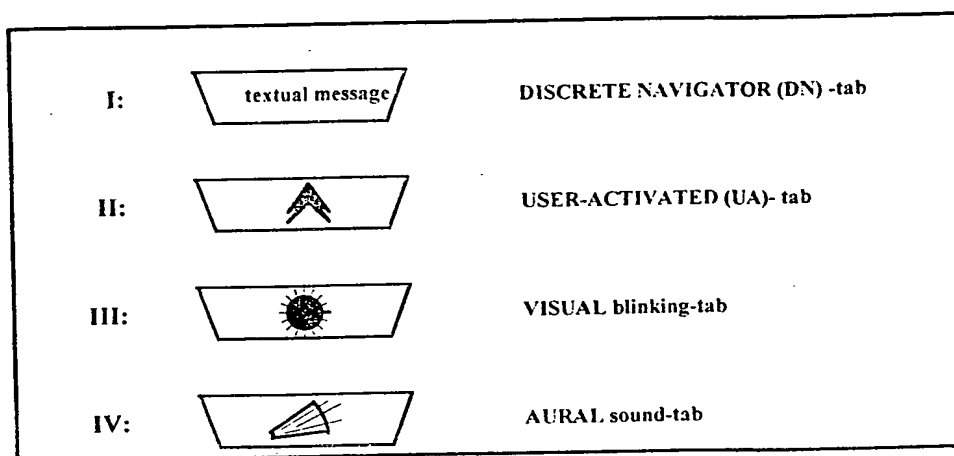 I: textual message DISCRETE NAVIGATOR (DN) -tab
II: USER-ACTIVATED (UA)- tab
III: VISUAL blinking-tab
IV: AURAL sound-tab